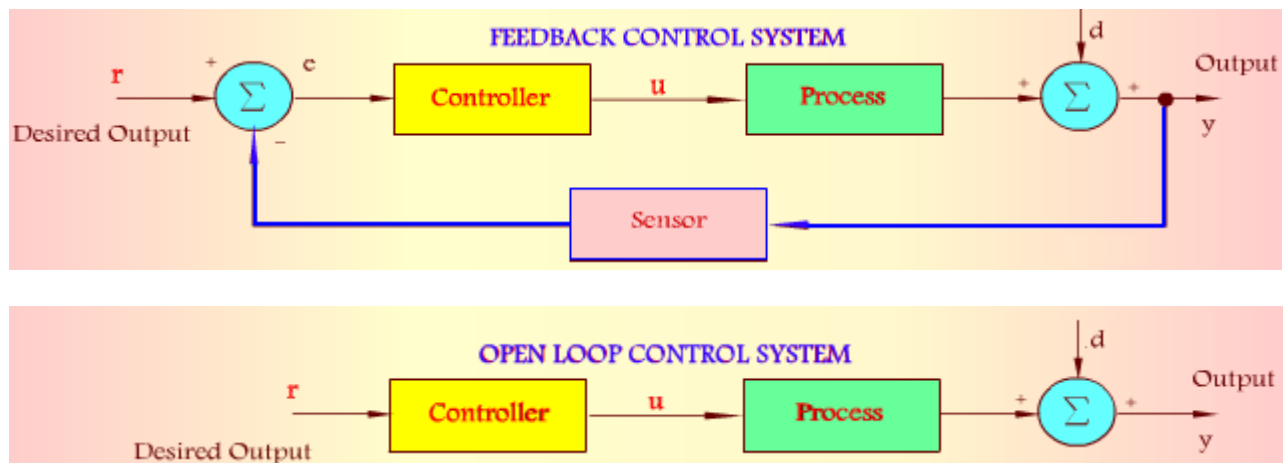 FEEDBACK CONTROL SYSTEM
d
r + Σ e Controller u Process + Σ + Output
Desired Output - y
Sensor
OPEN LOOP CONTROL SYSTEM
.d
r Controller u Process + Σ + Output
Desired Output y